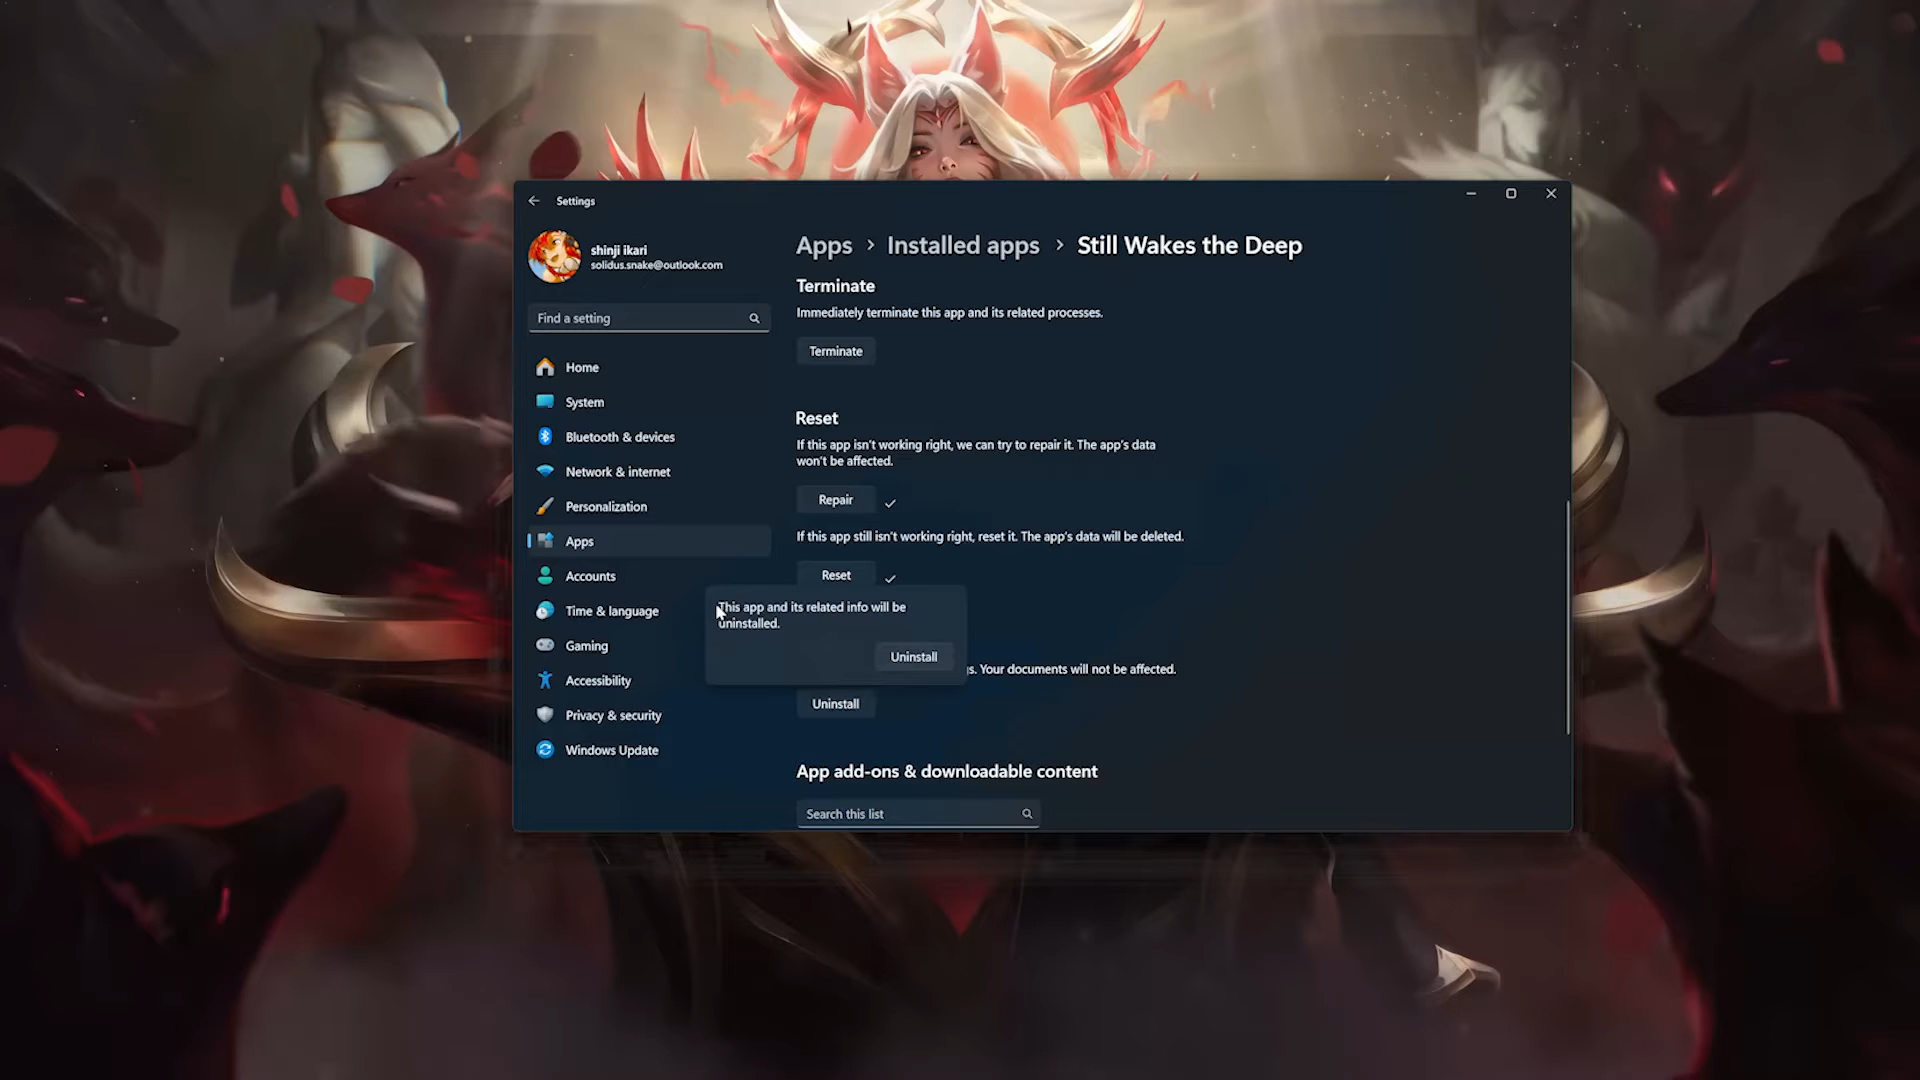 Settings
shinji ikari
solidus.snake@outlook.com
Find a setting
Home
System
Bluetooth & devices
Network & internet
Personalization
Apps
Accounts
Time & language
Gaming
Accessibility
Privacy & security
Windows Update
Apps > Installed apps > Still Wakes the Deep
Terminate
Immediately terminate this app and its related processes.
Terminate
Reset
If this app isn't working right, we can try to repair it. The app's data
won't be affected.
Repair
If this app still isn't working right, reset it. The app's data will be deleted.
Reset
This app and its related info will be
uninstalled.
Uninstall
s. Your documents will not be affected.
Uninstall
App add-ons & downloadable content
Search this list